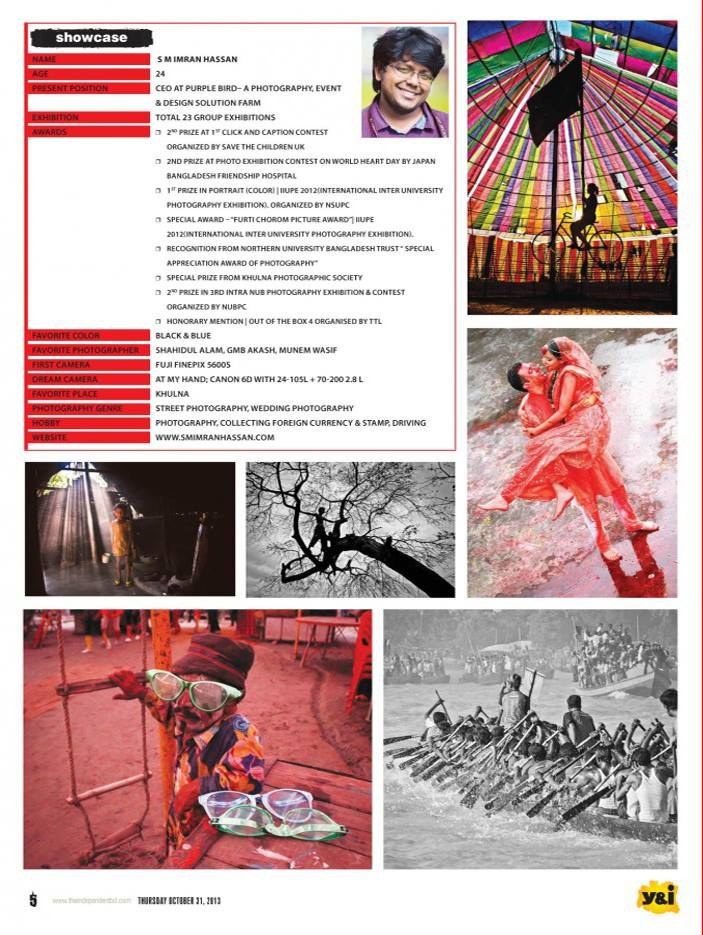 showcase
NAME S M IMRAN HASSAN
AGE 24
PRESENT POSITION CEO AT PURPLE BIRD– A PHOTOGRAPHY, EVENT
& DESIGN SOLUTION FARM
EXHIBITION TOTAL 23 GROUP EXHIBITIONS
AWARDS ❒ 2ND PRIZE AT 1ST CLICK AND CAPTION CONTEST
ORGANIZED BY SAVE THE CHILDREN UK
❒ 2ND PRIZE AT PHOTO EXHIBITION CONTEST ON WORLD HEART DAY BY JAPAN
BANGLADESH FRIENDSHIP HOSPITAL
❒ 1ST PRIZE IN PORTRAIT (COLOR) | IIUPE 2012(INTERNATIONAL INTER UNIVERSITY
PHOTOGRAPHY EXHIBITION). ORGANIZED BY NSUPC
❒ SPECIAL AWARD – "FURTI CHOROM PICTURE AWARD"| IIUPE
2012(INTERNATIONAL INTER UNIVERSITY PHOTOGRAPHY EXHIBITION).
❒ RECOGNITION FROM NORTHERN UNIVERSITY BANGLADESH TRUST " SPECIAL
APPRECIATION AWARD OF PHOTOGRAPHY"
❒ SPECIAL PRIZE FROM KHULNA PHOTOGRAPHIC SOCIETY
❒ 2ND PRIZE IN 3RD INTRA NUB PHOTOGRAPHY EXHIBITION & CONTEST
ORGANIZED BY NUBPC
❒ HONORARY MENTION | OUT OF THE BOX 4 ORGANISED BY TTL
FAVORITE COLOR BLACK & BLUE
FAVORITE PHOTOGRAPHER SHAHIDUL ALAM, GMB AKASH, MUNEM WASIF
FIRST CAMERA FUJI FINEPIX S6005
DREAM CAMERA AT MY HAND; CANON 6D WITH 24-105L + 70-200 2.8 L
FAVORITE PLACE KHULNA
PHOTOGRAPHY GENRE STREET PHOTOGRAPHY, WEDDING PHOTOGRAPHY
HOBBY PHOTOGRAPHY, COLLECTING FOREIGN CURRENCY & STAMP, DRIVING
WEBSITE WWW.SMIMRANHASSAN.COM
5 www.theindependentbd.com THURSDAY OCTOBER 31, 2013
y&i